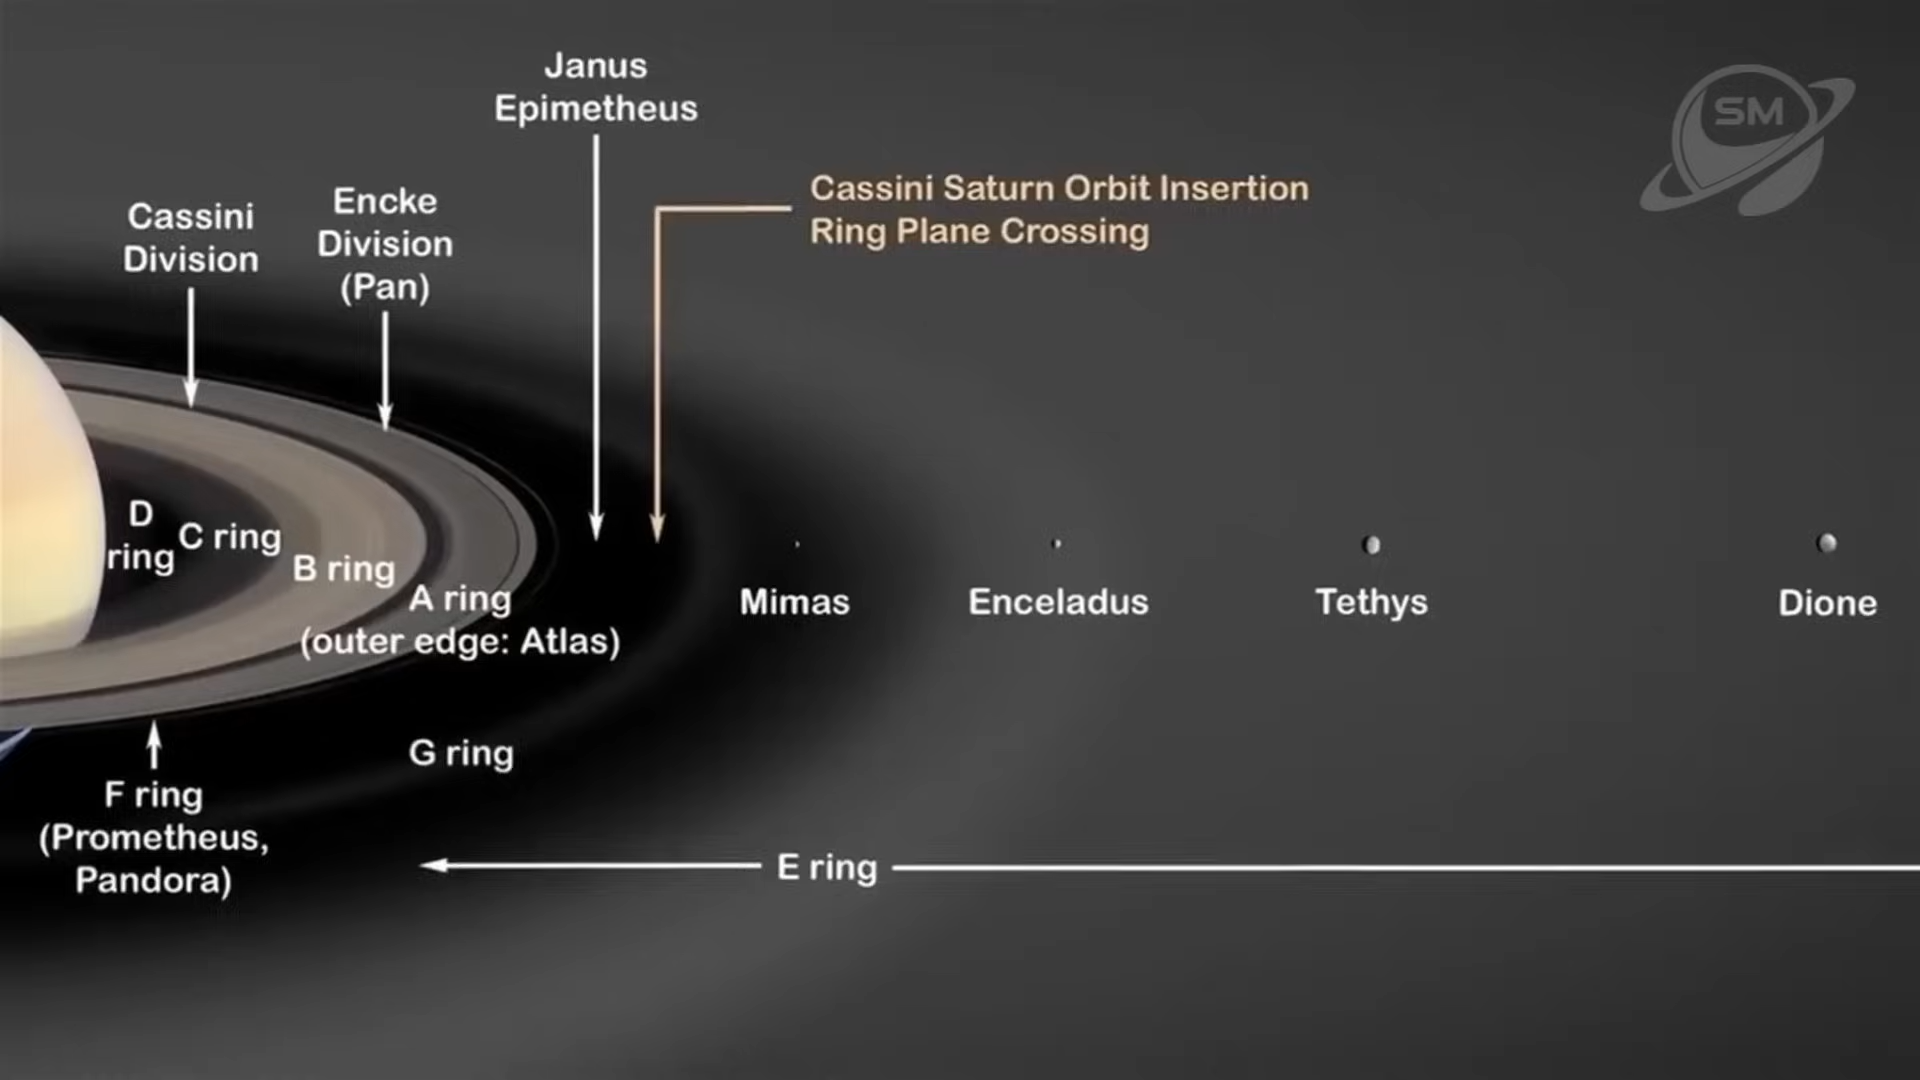 Janus
Epimetheus
SM
Cassini Saturn Orbit Insertion
Ring Plane Crossing
Cassini
Division
Encke
Division
(Pan)
D
ring
C ring
B ring
A ring
(outer edge: Atlas)
Mimas
Enceladus
Tethys
Dione
G ring
F ring
(Prometheus,
Pandora)
E ring